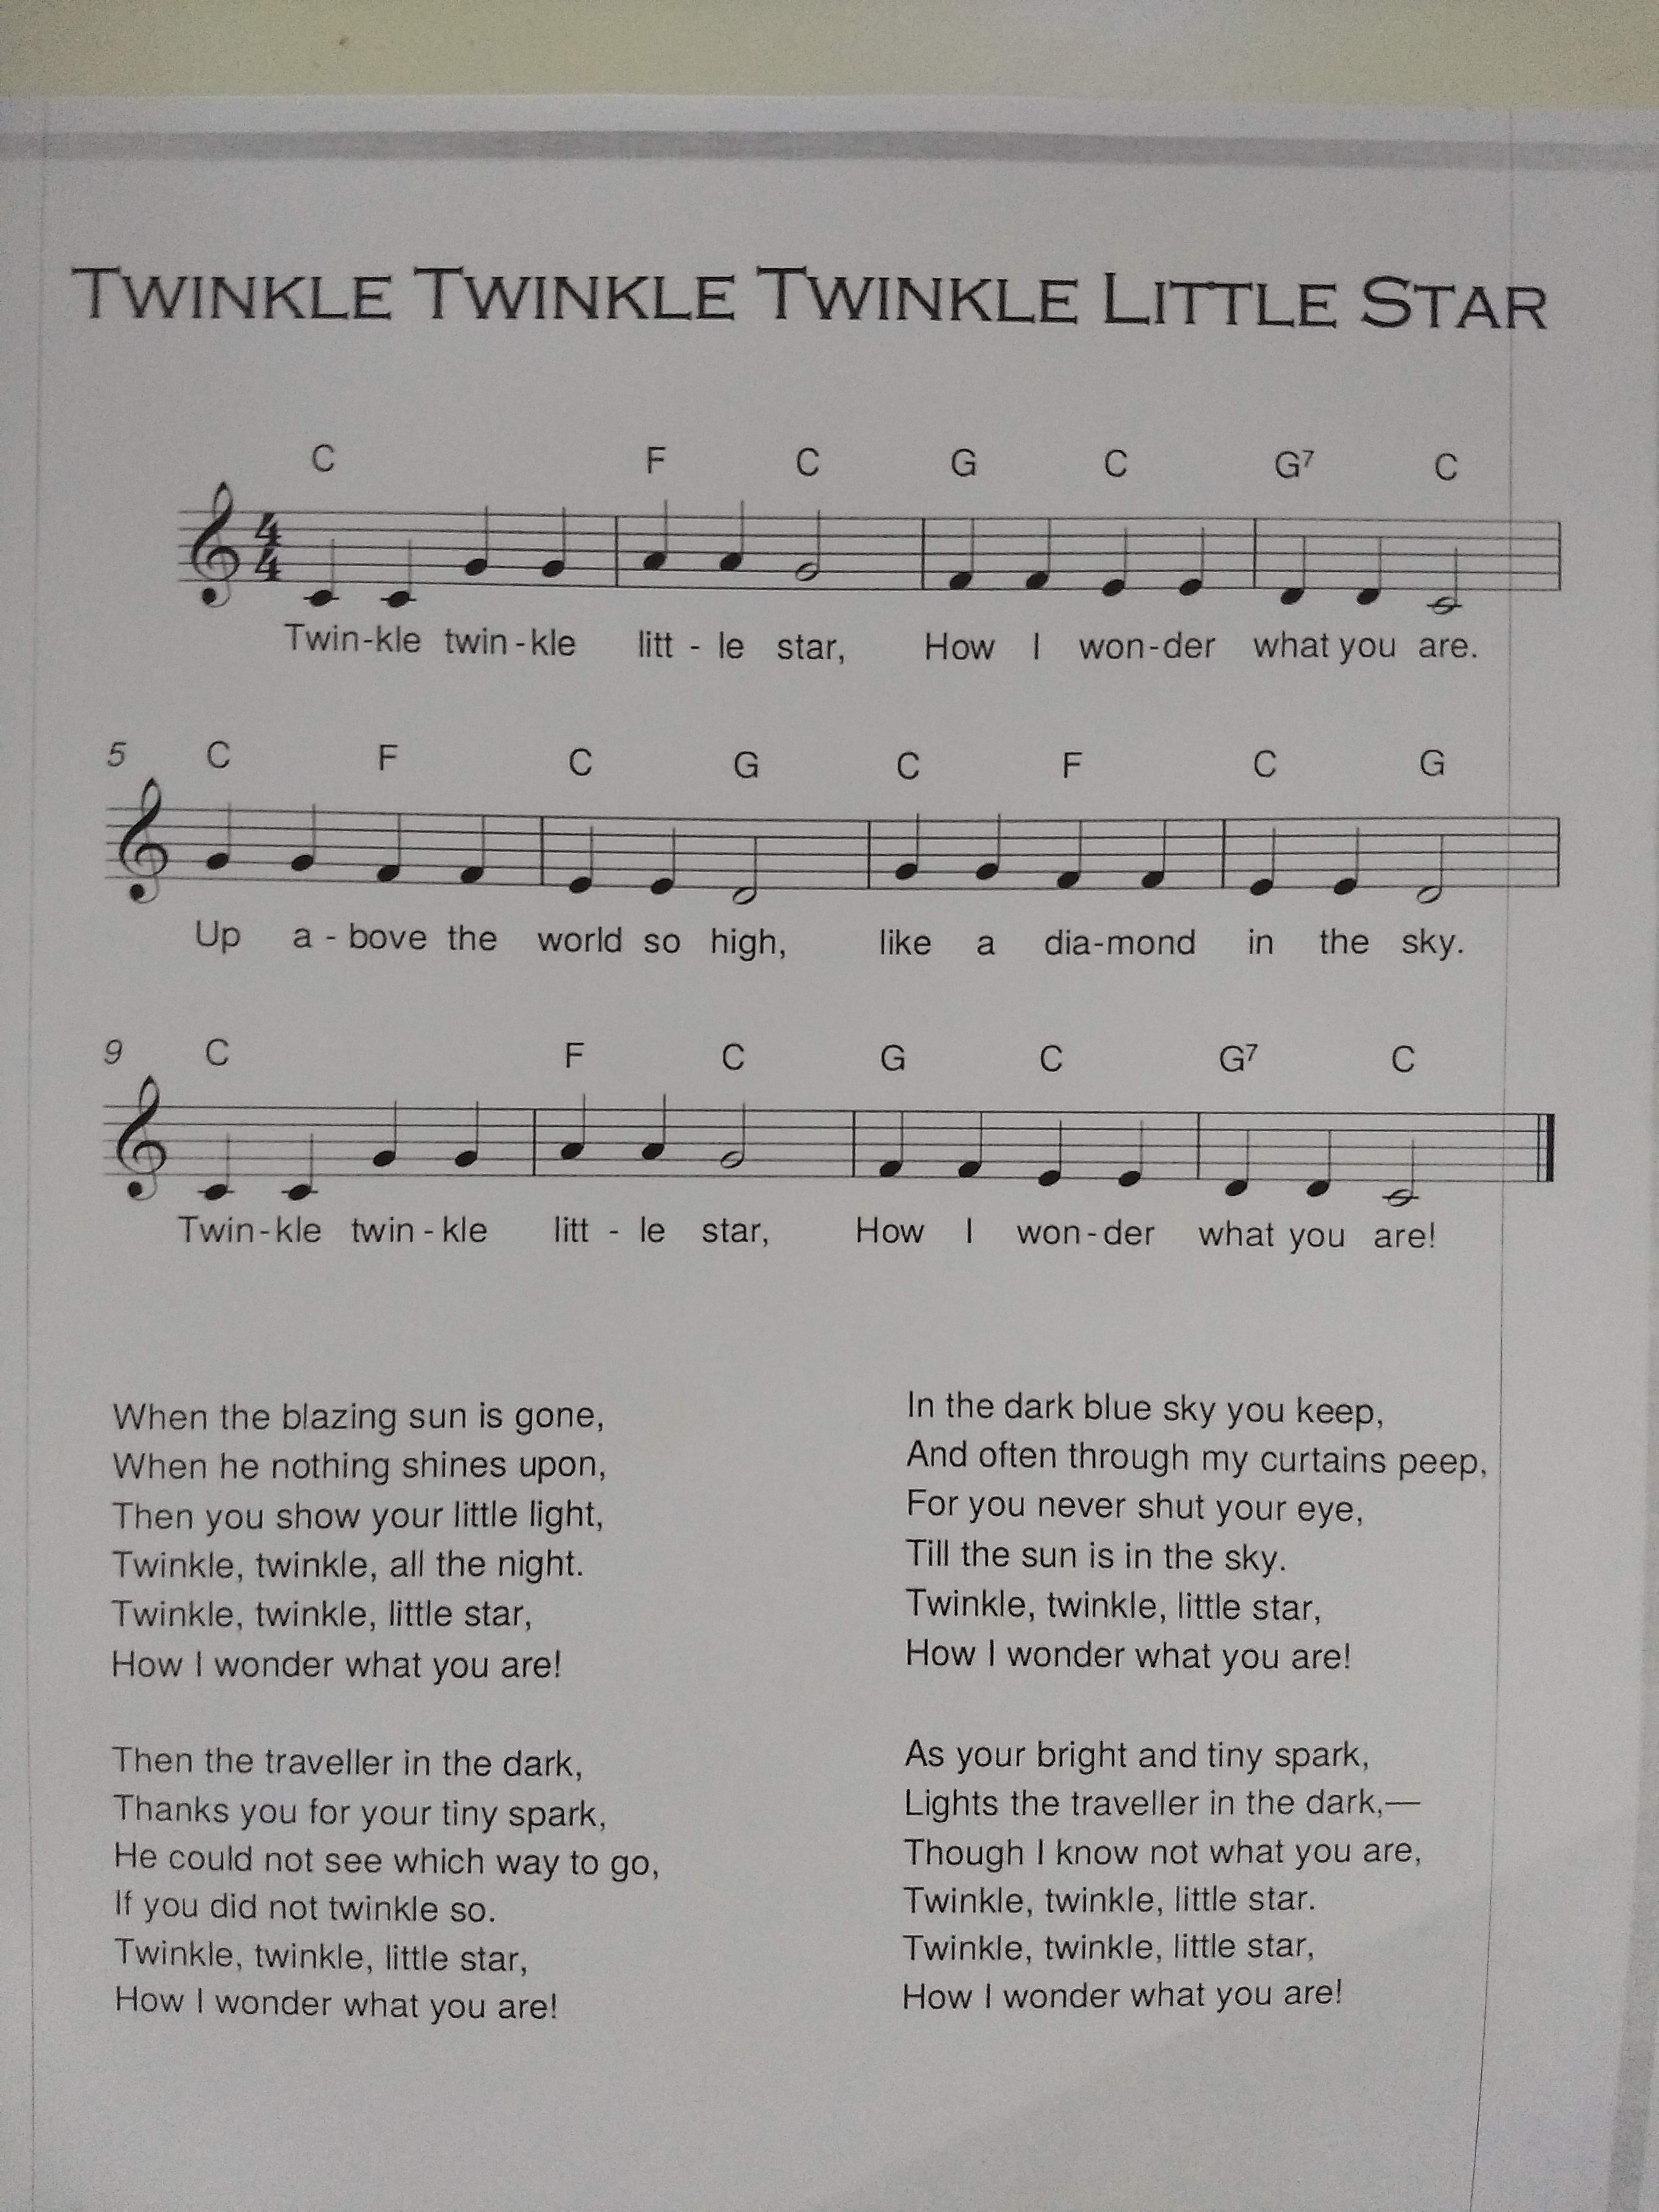 TWINKLE TWINKLE TWINKLE LITTLE STAR
C F C G C G7 C
4
4
Twin-kle twin-kle litt - le star, How I won-der what you are.
5 C F C G C F C G
Up a - bove the world so high, like a dia-mond in the sky.
9 C F C G C G7 C
Twin-kle twin-kle litt - le star, How I won-der what you are!
When the blazing sun is gone,
When he nothing shines upon,
Then you show your little light,
Twinkle, twinkle, all the night.
Twinkle, twinkle, little star,
How I wonder what you are!
Then the traveller in the dark,
Thanks you for your tiny spark,
He could not see which way to go,
If you did not twinkle so.
Twinkle, twinkle, little star,
How I wonder what you are!
In the dark blue sky you keep,
And often through my curtains peep,
For you never shut your eye,
Till the sun is in the sky.
Twinkle, twinkle, little star,
How I wonder what you are!
As your bright and tiny spark,
Lights the traveller in the dark,—
Though I know not what you are,
Twinkle, twinkle, little star.
Twinkle, twinkle, little star,
How I wonder what you are!